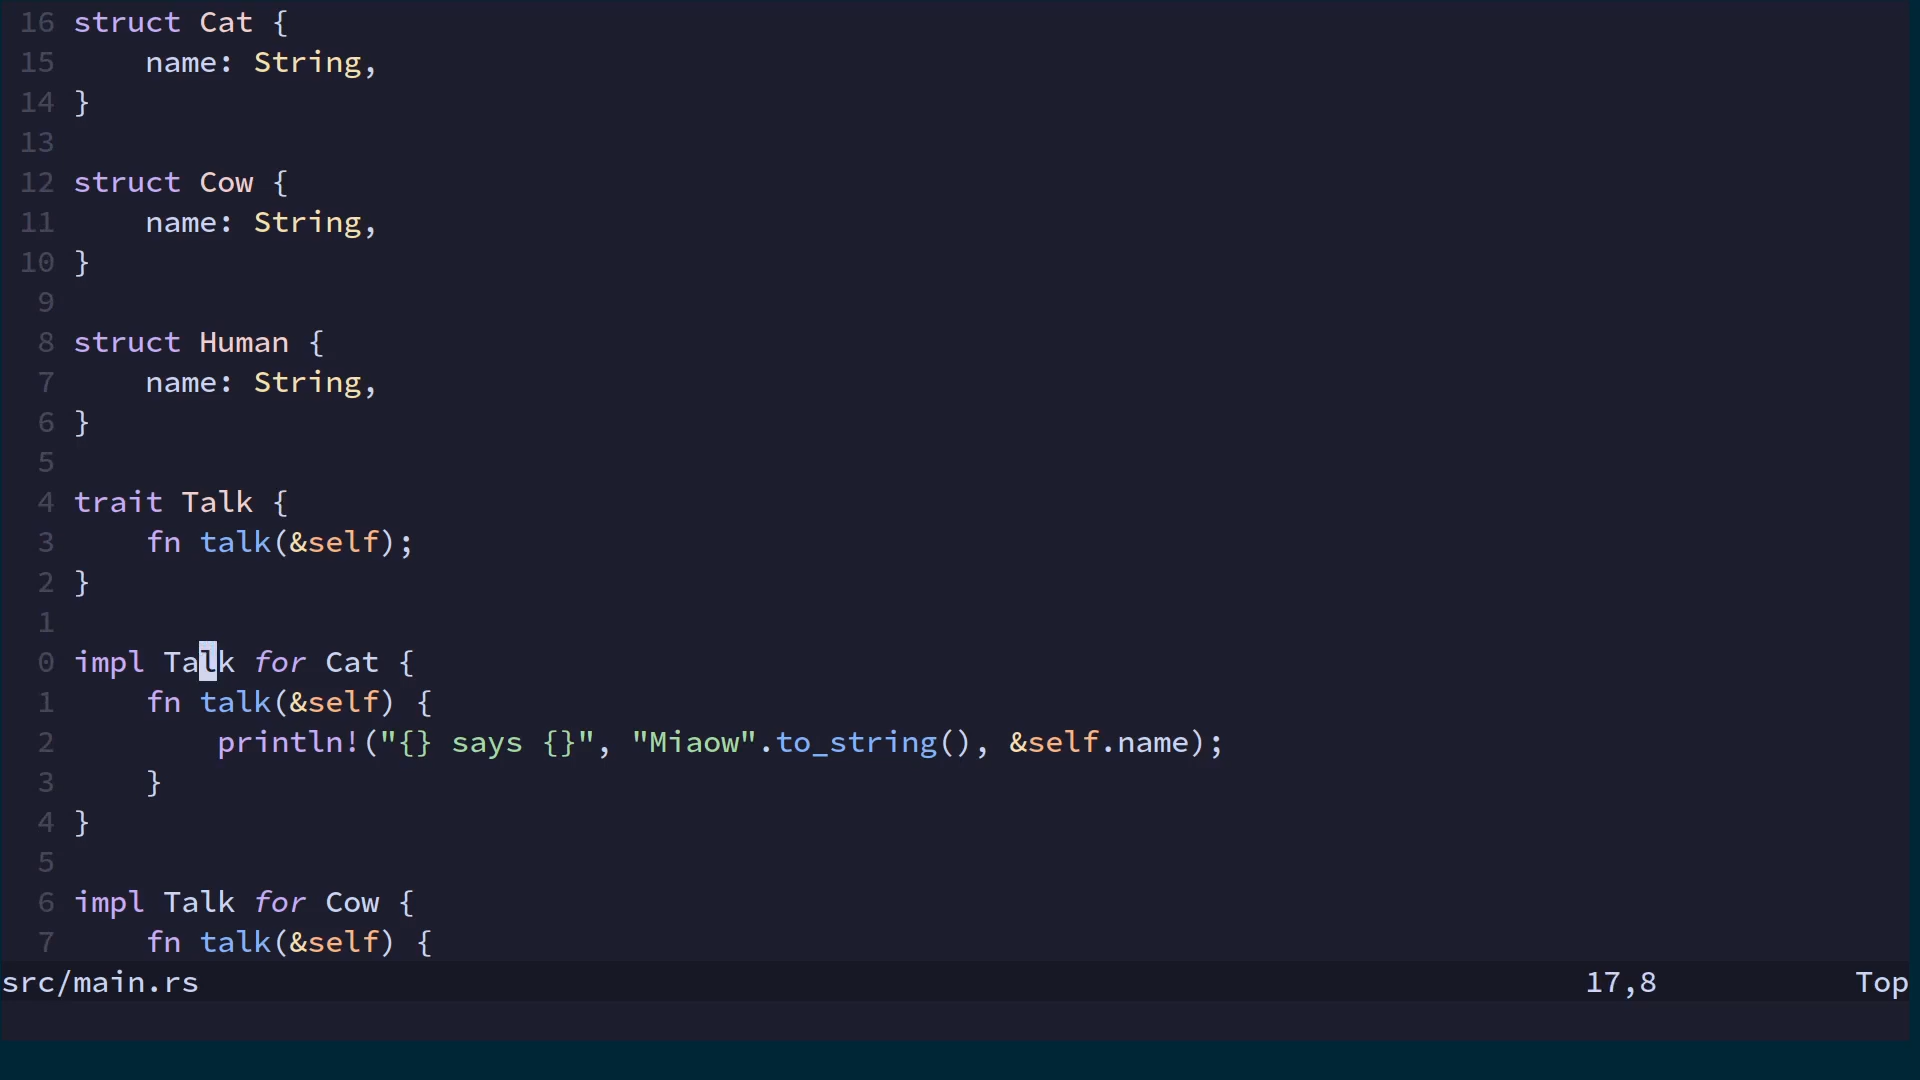 16 struct Cat {
15     name: String,
14 }
13
12 struct Cow {
11     name: String,
10 }
9
8 struct Human {
7     name: String,
6 }
5
4 trait Talk {
3     fn talk(&self);
2 }
1
0 impl Talk for Cat {
1     fn talk(&self) {
2         println!("{} says {}", "Miaow".to_string(), &self.name);
3     }
4 }
5
6 impl Talk for Cow {
7     fn talk(&self) {
src/main.rs 17,8 Top